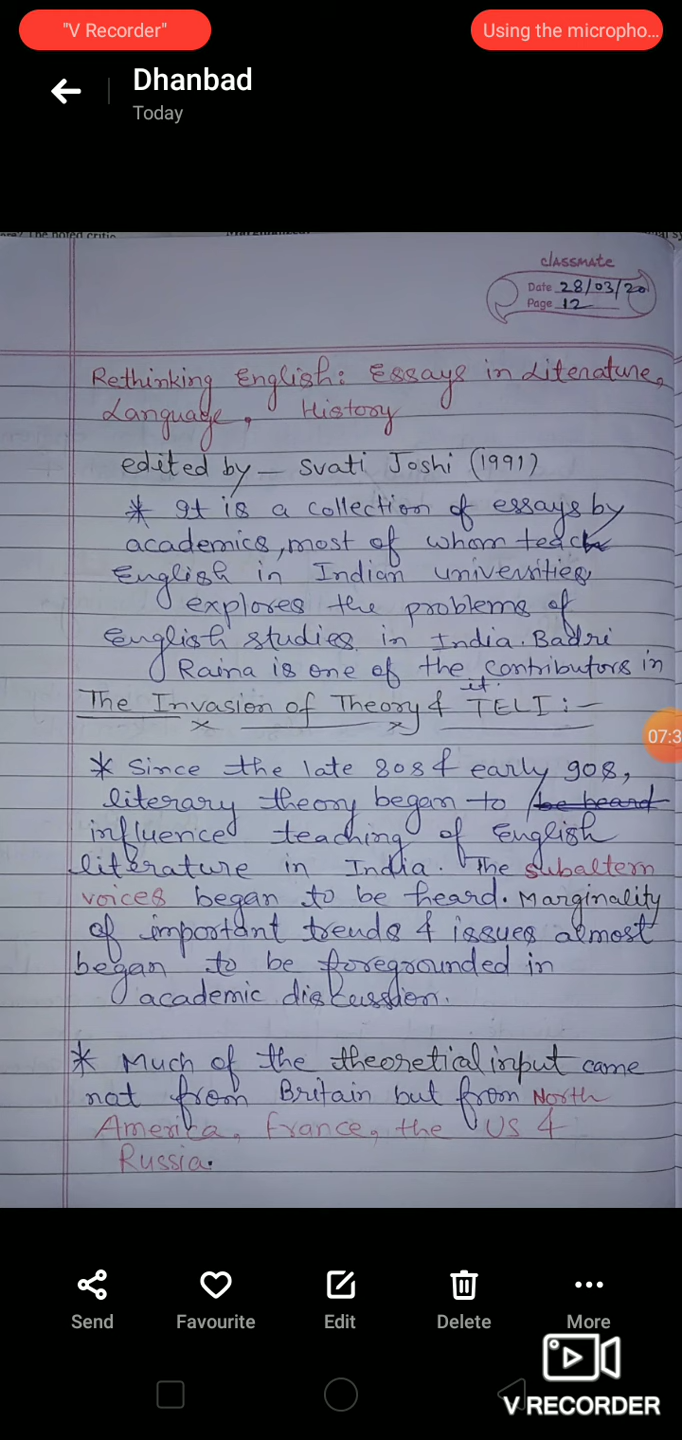 "V Recorder"
Using the micropho...
Dhanbad
Today
classmate
Date 28/03/20
Page 12
Rethinking English: Essays in Literature,
Language, History
edited by – Svati Joshi (1991)
* It is a collection of essays by
academics, most of whom teach
English in Indian universities
explores the problems of
English studies in India. Badri
Raina is one of the contributors in
it.
The Invasion of Theory & TELI :-
* Since the late 80s & early 90s,
literary theory began to be heard
influence teaching of English
literature in India. The subaltern
voices began to be heard. Marginality
of important trends & issues almost
began to be foregrounded in
academic discussion.
* Much of the theoretial input came
not from Britain but from North
America, France, the US &
Russia.
07:3
Send
Favourite
Edit
Delete
More
V RECORDER